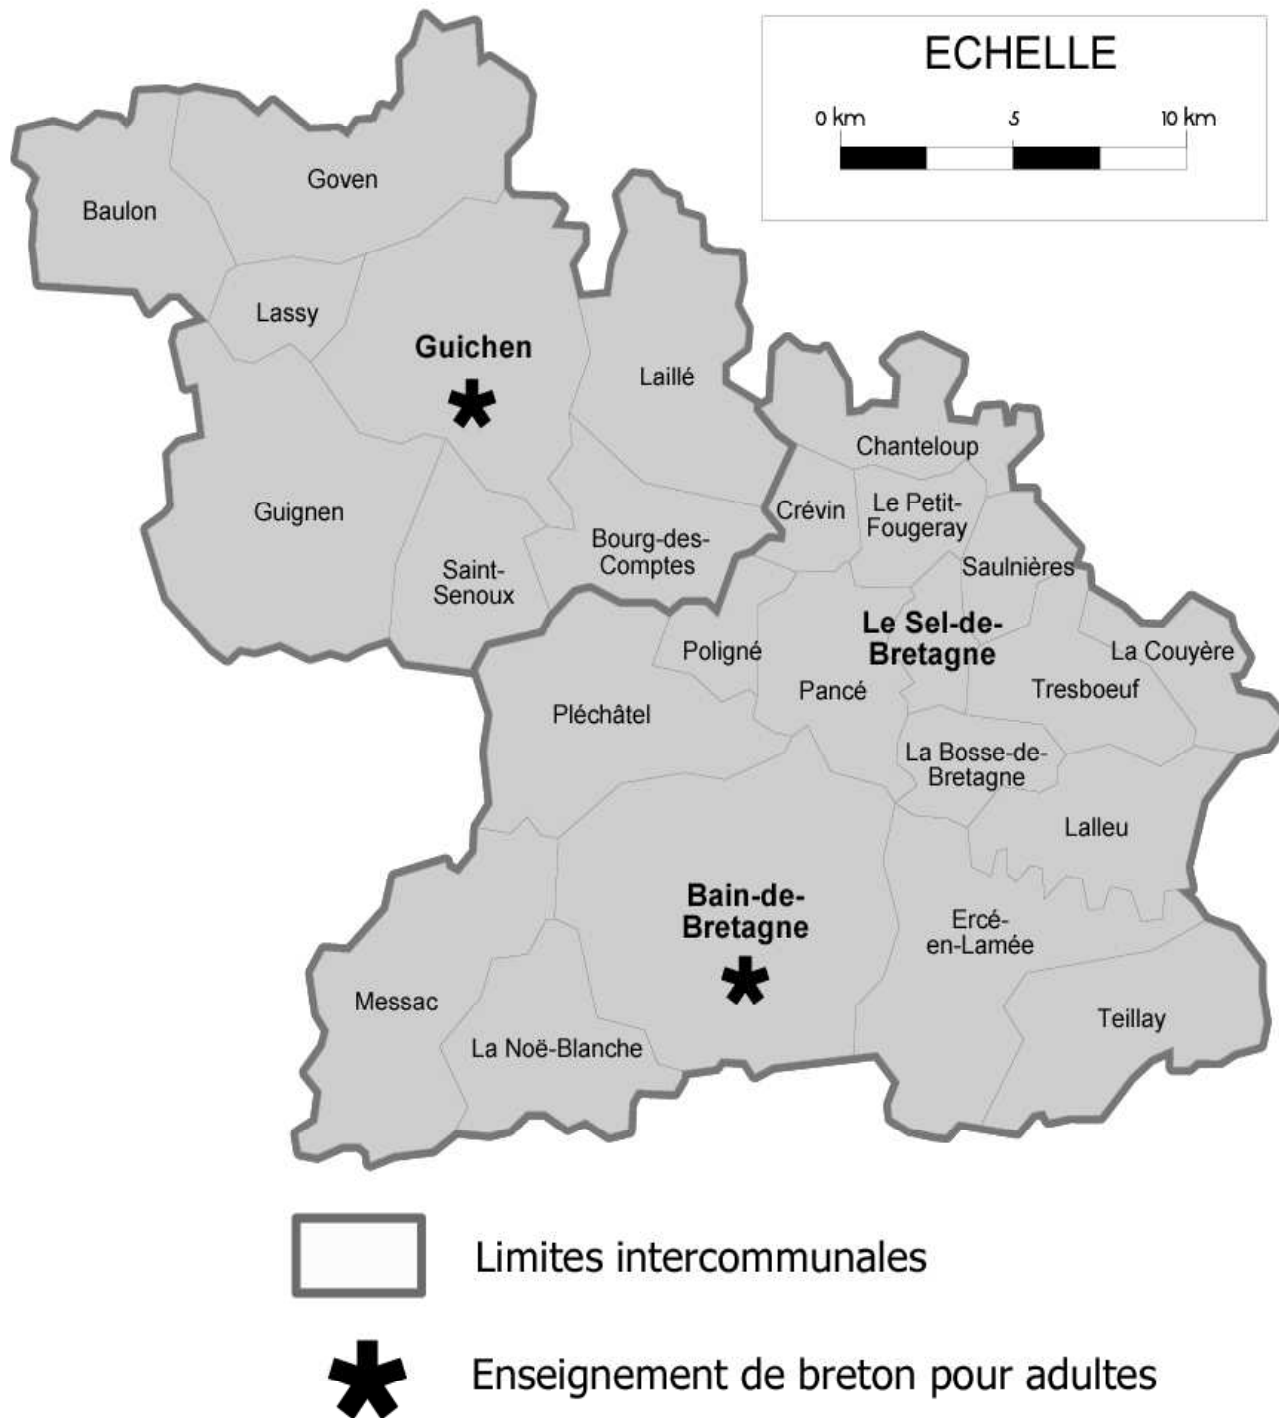 ECHELLE
0 km 5 10 km
Goven
Baulon
Lassy
Guichen
Laillé
Chanteloup
Guignen
Crévin
Le Petit-
Fougeray
Bourg-des-
Comptes
Saint-
Senoux
Saulnières
Le Sel-de-
Bretagne
Poligné
La Couyère
Pancé
Tresboeuf
Pléchâtel
La Bosse-de-
Bretagne
Lalleu
Bain-de-
Bretagne
Ercé-
en-Lamée
Messac
Teillay
La Noë-Blanche
Limites intercommunales
Enseignement de breton pour adultes